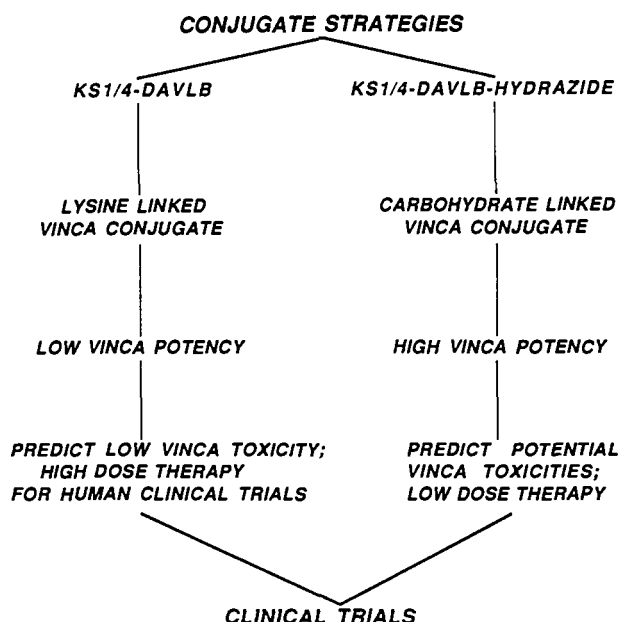 CONJUGATE STRATEGIES
KS1/4-DAVLB
LYSINE LINKED
VINCA CONJUGATE
LOW VINCA POTENCY
PREDICT LOW VINCA TOXICITY;
HIGH DOSE THERAPY
FOR HUMAN CLINICAL TRIALS
KS1/4-DAVLB-HYDRAZIDE
CARBOHYDRATE LINKED
VINCA CONJUGATE
HIGH VINCA POTENCY
PREDICT POTENTIAL
VINCA TOXICITIES;
LOW DOSE THERAPY
CLINICAL TRIALS